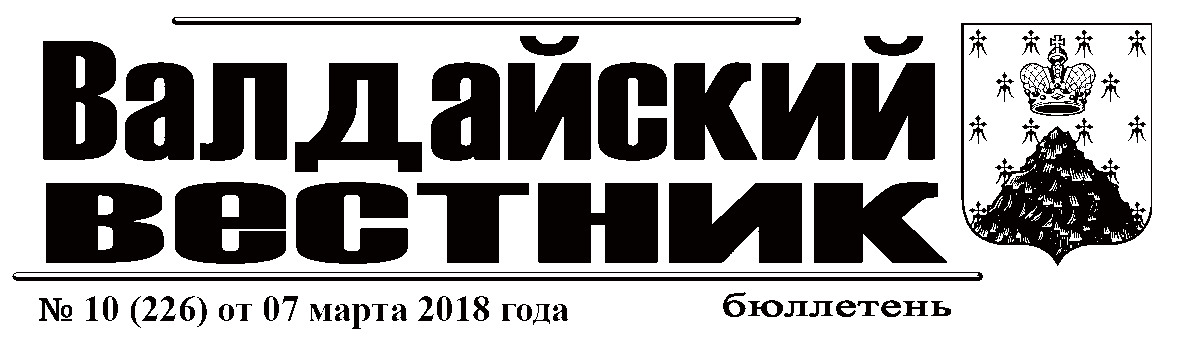 Валдайский
вестник
№ 10 (226) от 07 марта 2018 года бюллетень